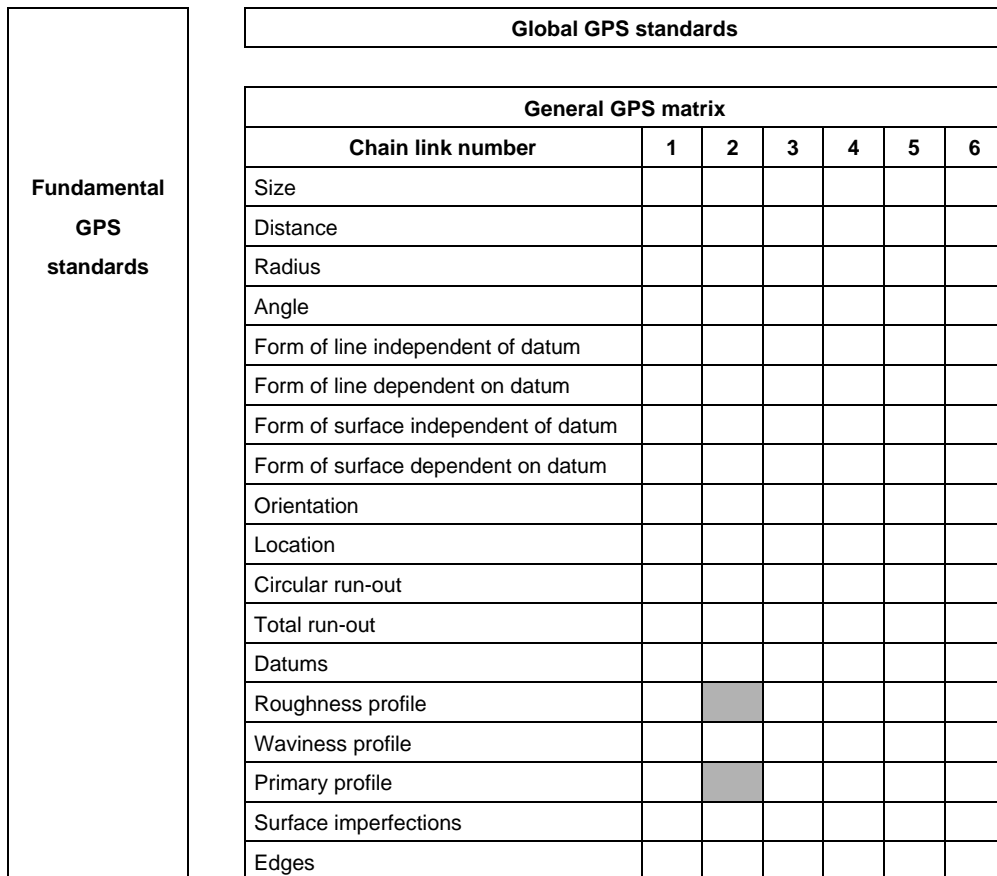 Fundamental
GPS
standards
Global GPS standards
General GPS matrix
Chain link number 1 2 3 4 5 6
Size
Distance
Radius
Angle
Form of line independent of datum
Form of line dependent on datum
Form of surface independent of datum
Form of surface dependent on datum
Orientation
Location
Circular run-out
Total run-out
Datums
Roughness profile
Waviness profile
Primary profile
Surface imperfections
Edges